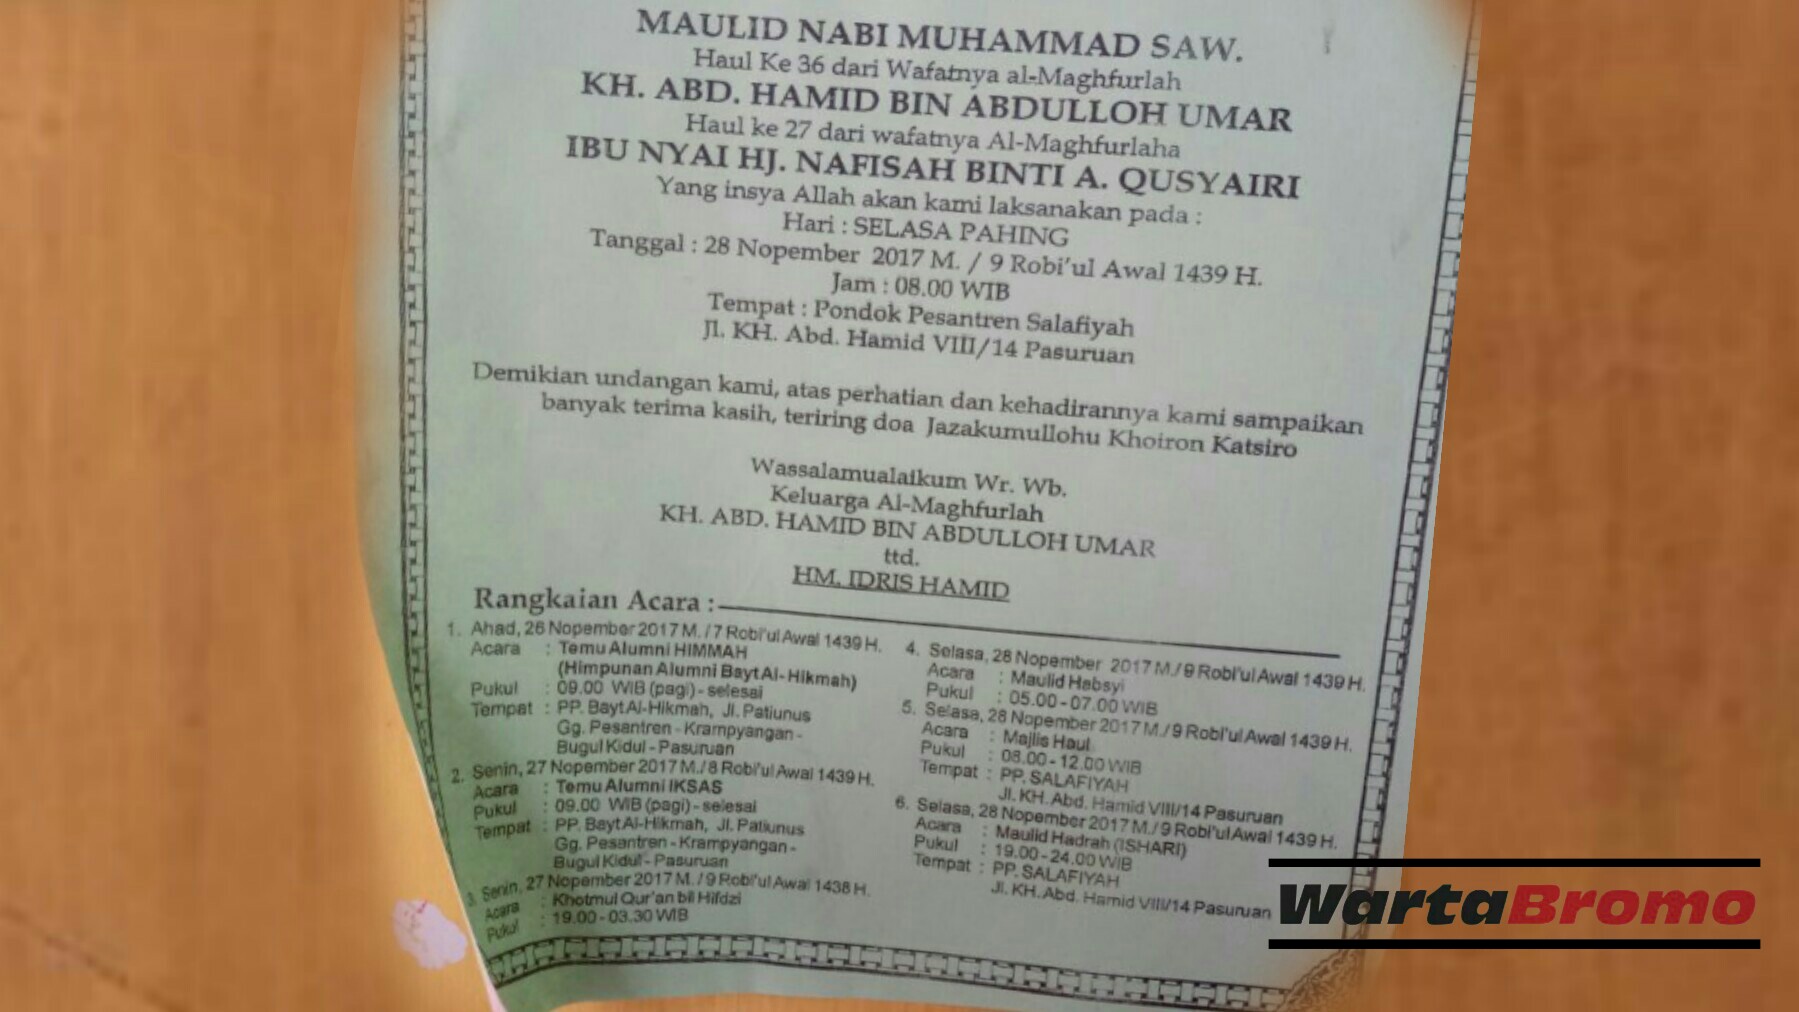 MAULID NABI MUHAMMAD SAW.
Haul Ke 36 dari Wafatnya al-Maghfurlah
KH. ABD. HAMID BIN ABDULLOH UMAR
Haul ke 27 dari wafatnya Al-Maghfurlaha
IBU NYAI HJ. NAFISAH BINTI A. QUSYAIRI
Yang insya Allah akan kami laksanakan pada :
Hari : SELASA PAHING
Tanggal : 28 Nopember 2017 M. / 9 Robi'ul Awal 1439 H.
Jam : 08.00 WIB
Tempat : Pondok Pesantren Salafiyah
Jl. KH. Abd. Hamid VIII/14 Pasuruan
Demikian undangan kami, atas perhatian dan kehadirannya kami sampaikan
banyak terima kasih, teriring doa Jazakumullohu Khoiron Katsiro
Wassalamualaikum Wr. Wb.
Keluarga Al-Maghfurlah
KH. ABD. HAMID BIN ABDULLOH UMAR
ttd.
HM. IDRIS HAMID
Rangkaian Acara :
1. Ahad, 26 Nopember 2017 M. / 7 Robi'ul Awal 1439 H.
Acara : Temu Alumni HIMMAH
(Himpunan Alumni Bayt Al-Hikmah)
Pukul : 09.00 WIB (pagi) - selesai
Tempat : PP. Bayt Al-Hikmah, Jl. Patiunus
Gg. Pesantren - Krampyangan -
Bugul Kidul - Pasuruan
2. Senin, 27 Nopember 2017 M./ 8 Robi'ul Awal 1439 H.
Acara : Temu Alumni IKSAS
Pukul : 09.00 WIB (pagi) - selesai
Tempat : PP. Bayt Al-Hikmah, Jl. Patiunus
Gg. Pesantren - Krampyangan -
Bugul Kidul - Pasuruan
3. Senin, 27 Nopember 2017 M. / 9 Robi'ul Awal 1438 H.
Acara : Khotmul Qur'an bil Hifdzi
Pukul : 19.00 - 03.30 WIB
4. Selasa, 28 Nopember 2017 M./ 9 Robi'ul Awal 1439 H.
Acara : Maulid Habsyi
Pukul : 05.00 - 07.00 WIB
5. Selasa, 28 Nopember 2017 M./ 9 Robi'ul Awal 1439 H.
Acara : Majlis Haul
Pukul : 08.00 - 12.00 WIB
Tempat : PP. SALAFIYAH
Jl. KH. Abd. Hamid VIII/14 Pasuruan
6. Selasa, 28 Nopember 2017 M./ 9 Robi'ul Awal 1439 H.
Acara : Maulid Hadrah (ISHARI)
Pukul : 19.00 - 24.00 WIB
Tempat : PP. SALAFIYAH
Jl. KH. Abd. Hamid VIII/14 Pasuruan
WartaBromo